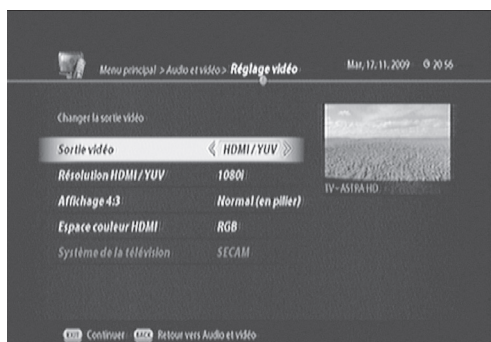 Menu principal > Audio et vidéo > Réglage vidéo
Mar, 17. 11. 2009 20 56
Changer la sortie vidéo
Sortie vidéo HDMI / YUV
Résolution HDMI / YUV 1080i
Affichage 4:3 Normal (en pilier)
Espace couleur HDMI RGB
Système de la télévision SECAM
TV - ASTRA HD
EXIT Continuer BACK Retour vers Audio et vidéo